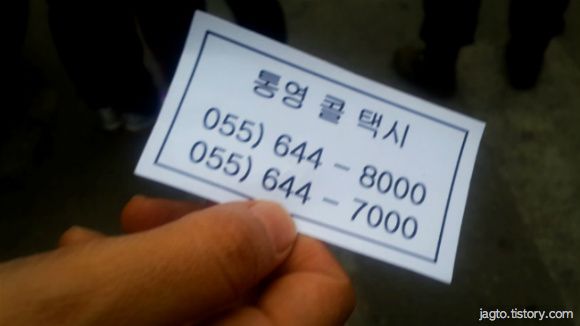 통영 콜 택시
055) 644 - 8000
055) 644 - 7000
jagto.tistory.com